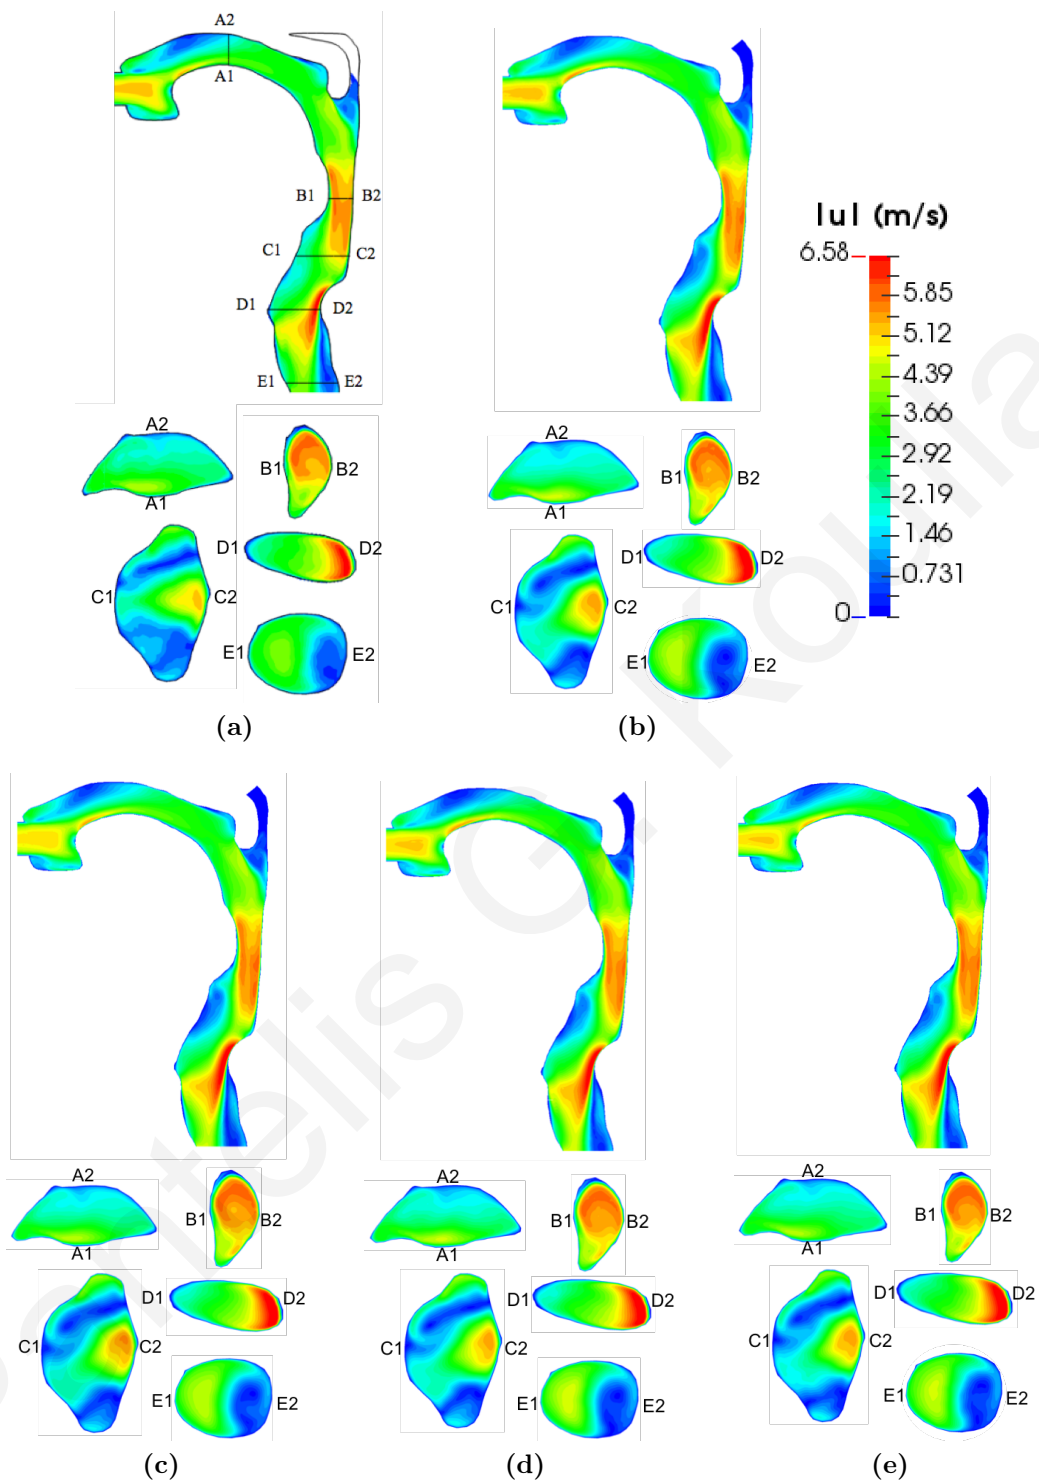 A2
A1
B1 B2
C1 C2
D1 D2
E1 E2
A2
A1
B1 B2
C1 C2
D1 D2
E1 E2
(a)
A2
A1
B1 B2
C1 C2
D1 D2
E1 E2
(b)
|u| (m/s)
6.58
5.85
5.12
4.39
3.66
2.92
2.19
1.46
0.731
0
A2
A1
B1 B2
C1 C2
D1 D2
E1 E2
(c)
A2
A1
B1 B2
C1 C2
D1 D2
E1 E2
(d)
A2
A1
B1 B2
C1 C2
D1 D2
E1 E2
(e)